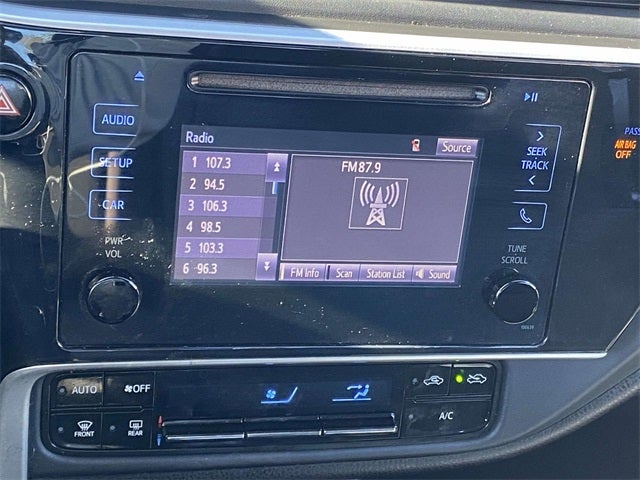 AUDIO
SETUP
CAR
PWR
VOL
Radio
Source
1 107.3
2 94.5
3 106.3
4 98.5
5 103.3
6 96.3
FM87.9
FM Info
Scan
Station List
Sound
SEEK
TRACK
TUNE
SCROLL
PASS
AIR BAG
OFF
AUTO
OFF
FRONT
REAR
A/C